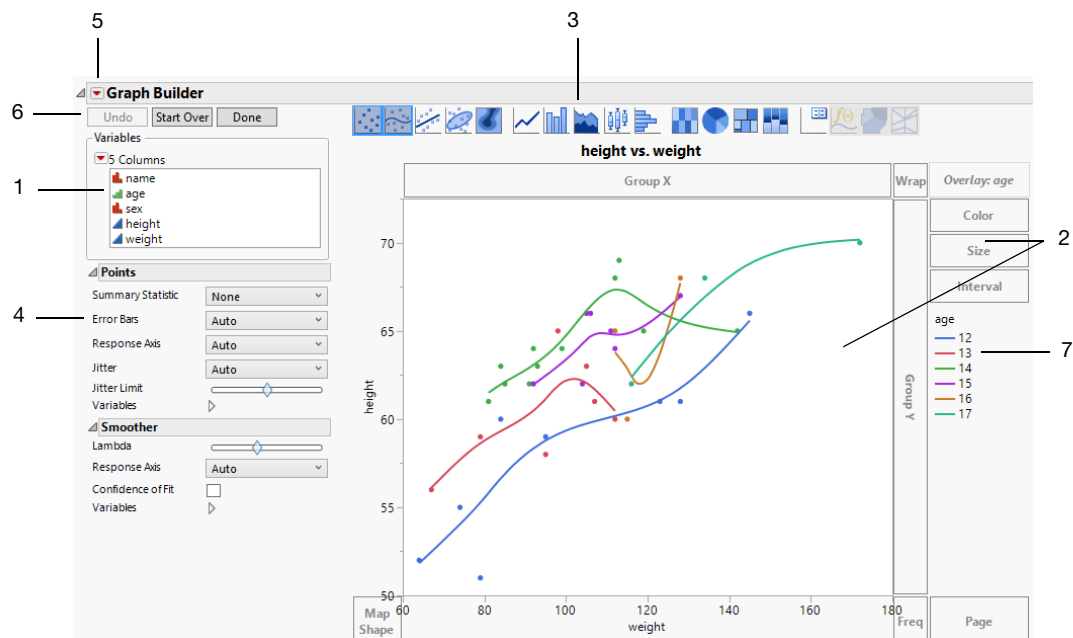 5
3
Graph Builder
6
Undo Start Over Done
Variables
5 Columns
1
name
age
sex
height
weight
height vs. weight
Group X
Wrap
Overlay: age
Color
Size
2
Interval
Points
Summary Statistic None
4
Error Bars Auto
Response Axis Auto
Jitter Auto
Jitter Limit
Variables
Smoother
Lambda
Response Axis Auto
Confidence of Fit
Variables
70
65
60
55
50
height
Group Y
age
12
13
7
14
15
16
17
60 80 100 120 140 160 180
weight
Map
Shape
Freq
Page